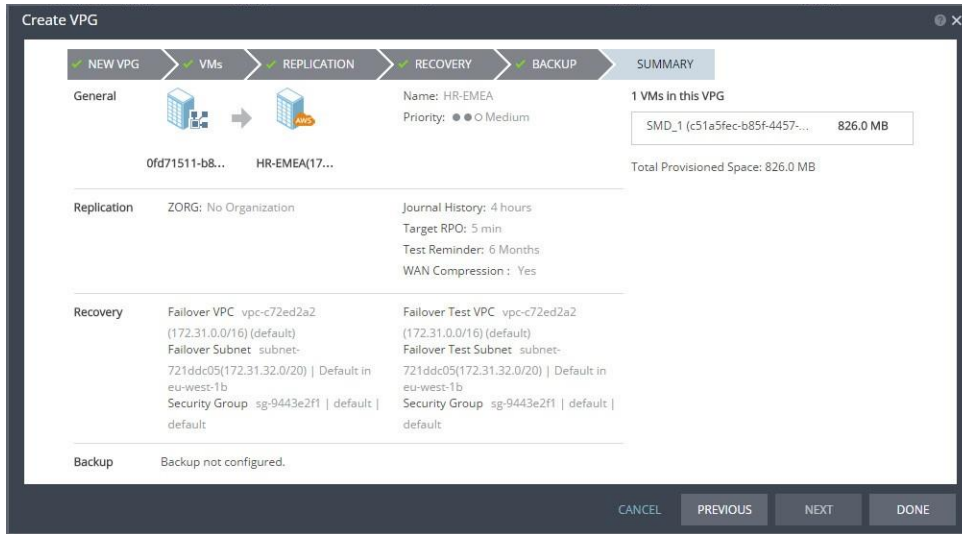 Create VPG
NEW VPG
VMs
REPLICATION
RECOVERY
BACKUP
SUMMARY
General
AWS
0fd71511-b8...
HR-EMEA(17...
Name: HR-EMEA
Priority: Medium
1 VMs in this VPG
SMD_1 (c51a5fec-b85f-4457-... 826.0 MB
Total Provisioned Space: 826.0 MB
Replication
ZORG: No Organization
Journal History: 4 hours
Target RPO: 5 min
Test Reminder: 6 Months
WAN Compression : Yes
Recovery
Failover VPC vpc-c72ed2a2
(172.31.0.0/16) (default)
Failover Subnet subnet-
721ddc05(172.31.32.0/20) | Default in
eu-west-1b
Security Group sg-9443e2f1 | default |
default
Failover Test VPC vpc-c72ed2a2
(172.31.0.0/16) (default)
Failover Test Subnet subnet-
721ddc05(172.31.32.0/20) | Default in
eu-west-1b
Security Group sg-9443e2f1 | default |
default
Backup
Backup not configured.
CANCEL
PREVIOUS
NEXT
DONE